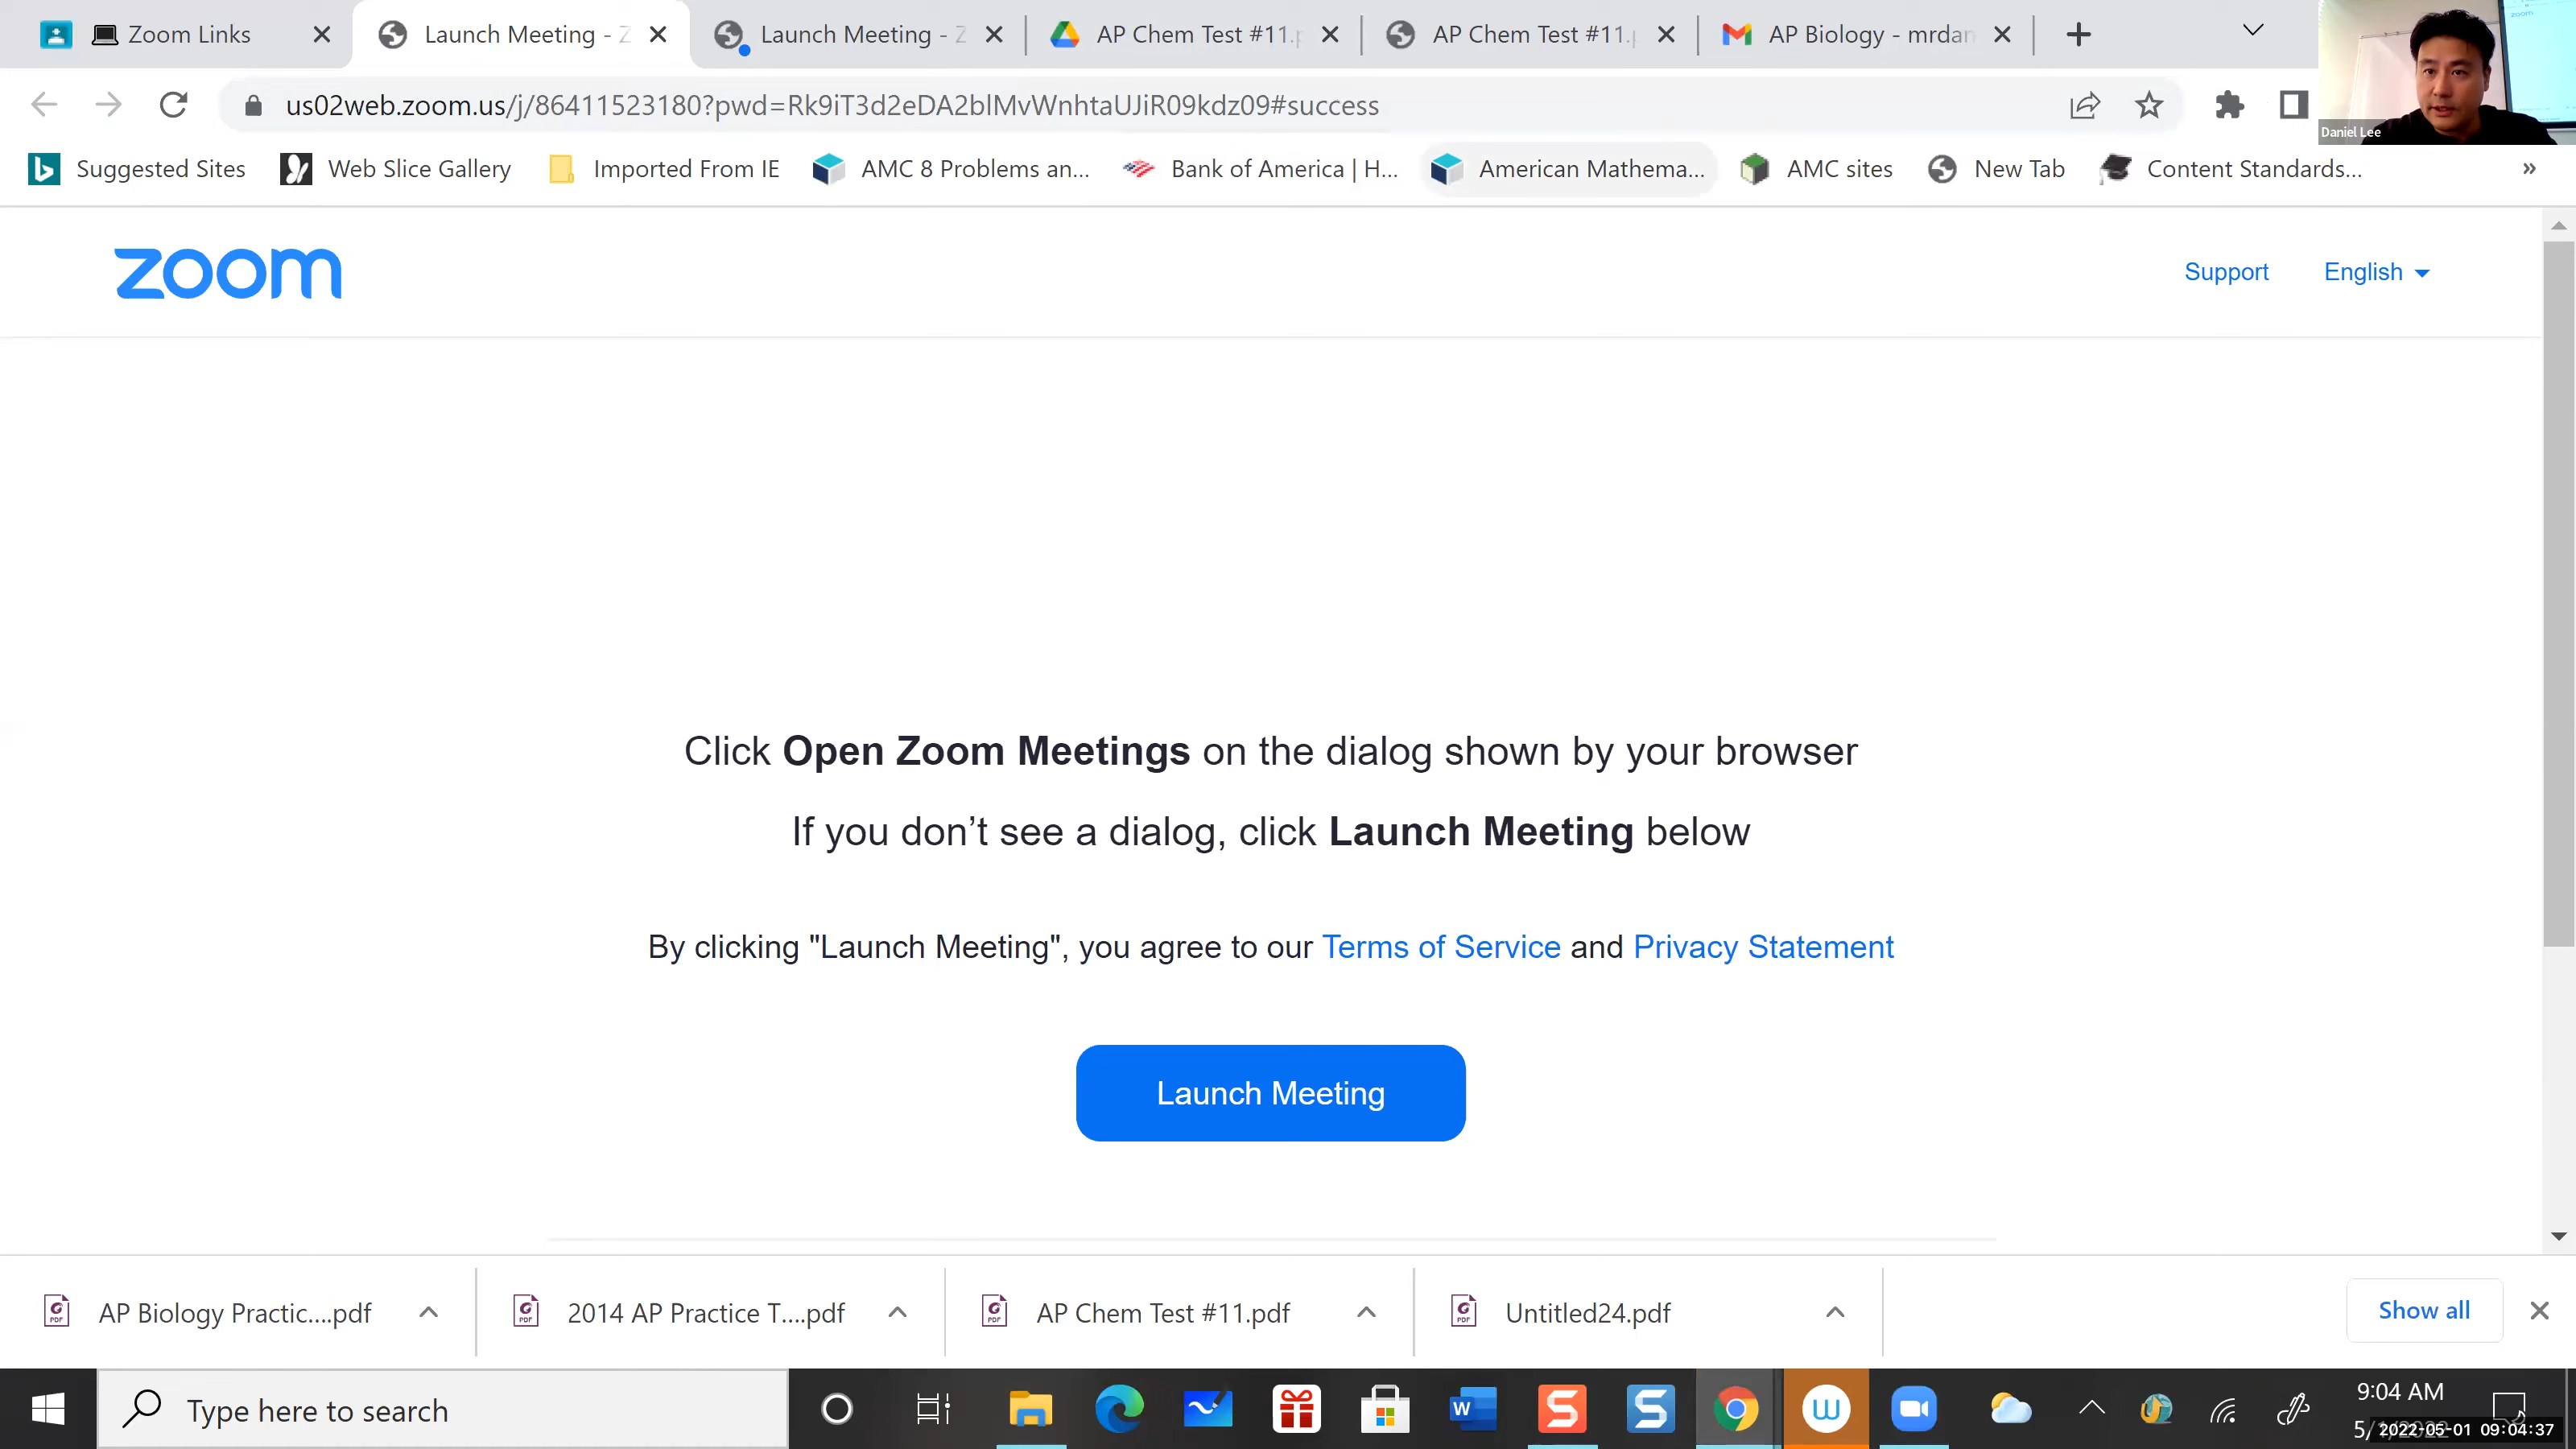 Zoom Links
Launch Meeting - Z
Launch Meeting - Z
AP Chem Test #11.p
AP Chem Test #11.p
AP Biology - mrdan
us02web.zoom.us/j/86411523180?pwd=Rk9iT3d2eDA2blMvWnhtaUJiR09kdz09#success
Daniel Lee
Suggested Sites
Web Slice Gallery
Imported From IE
AMC 8 Problems an...
Bank of America | H...
American Mathema...
AMC sites
New Tab
Content Standards...
»
zoom
Support
English
Click Open Zoom Meetings on the dialog shown by your browser
If you don’t see a dialog, click Launch Meeting below
By clicking "Launch Meeting", you agree to our Terms of Service and Privacy Statement
Launch Meeting
AP Biology Practic....pdf
2014 AP Practice T....pdf
AP Chem Test #11.pdf
Untitled24.pdf
Show all
Type here to search
9:04 AM
2022-05-01 09:04:37